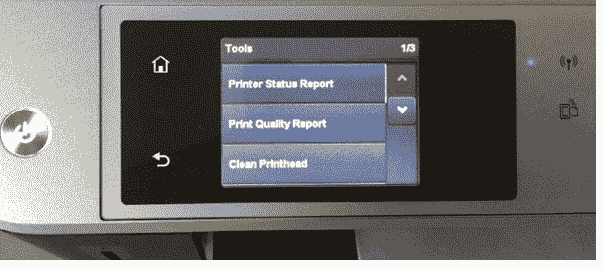 Tools 1/3
Printer Status Report
Print Quality Report
Clean Printhead